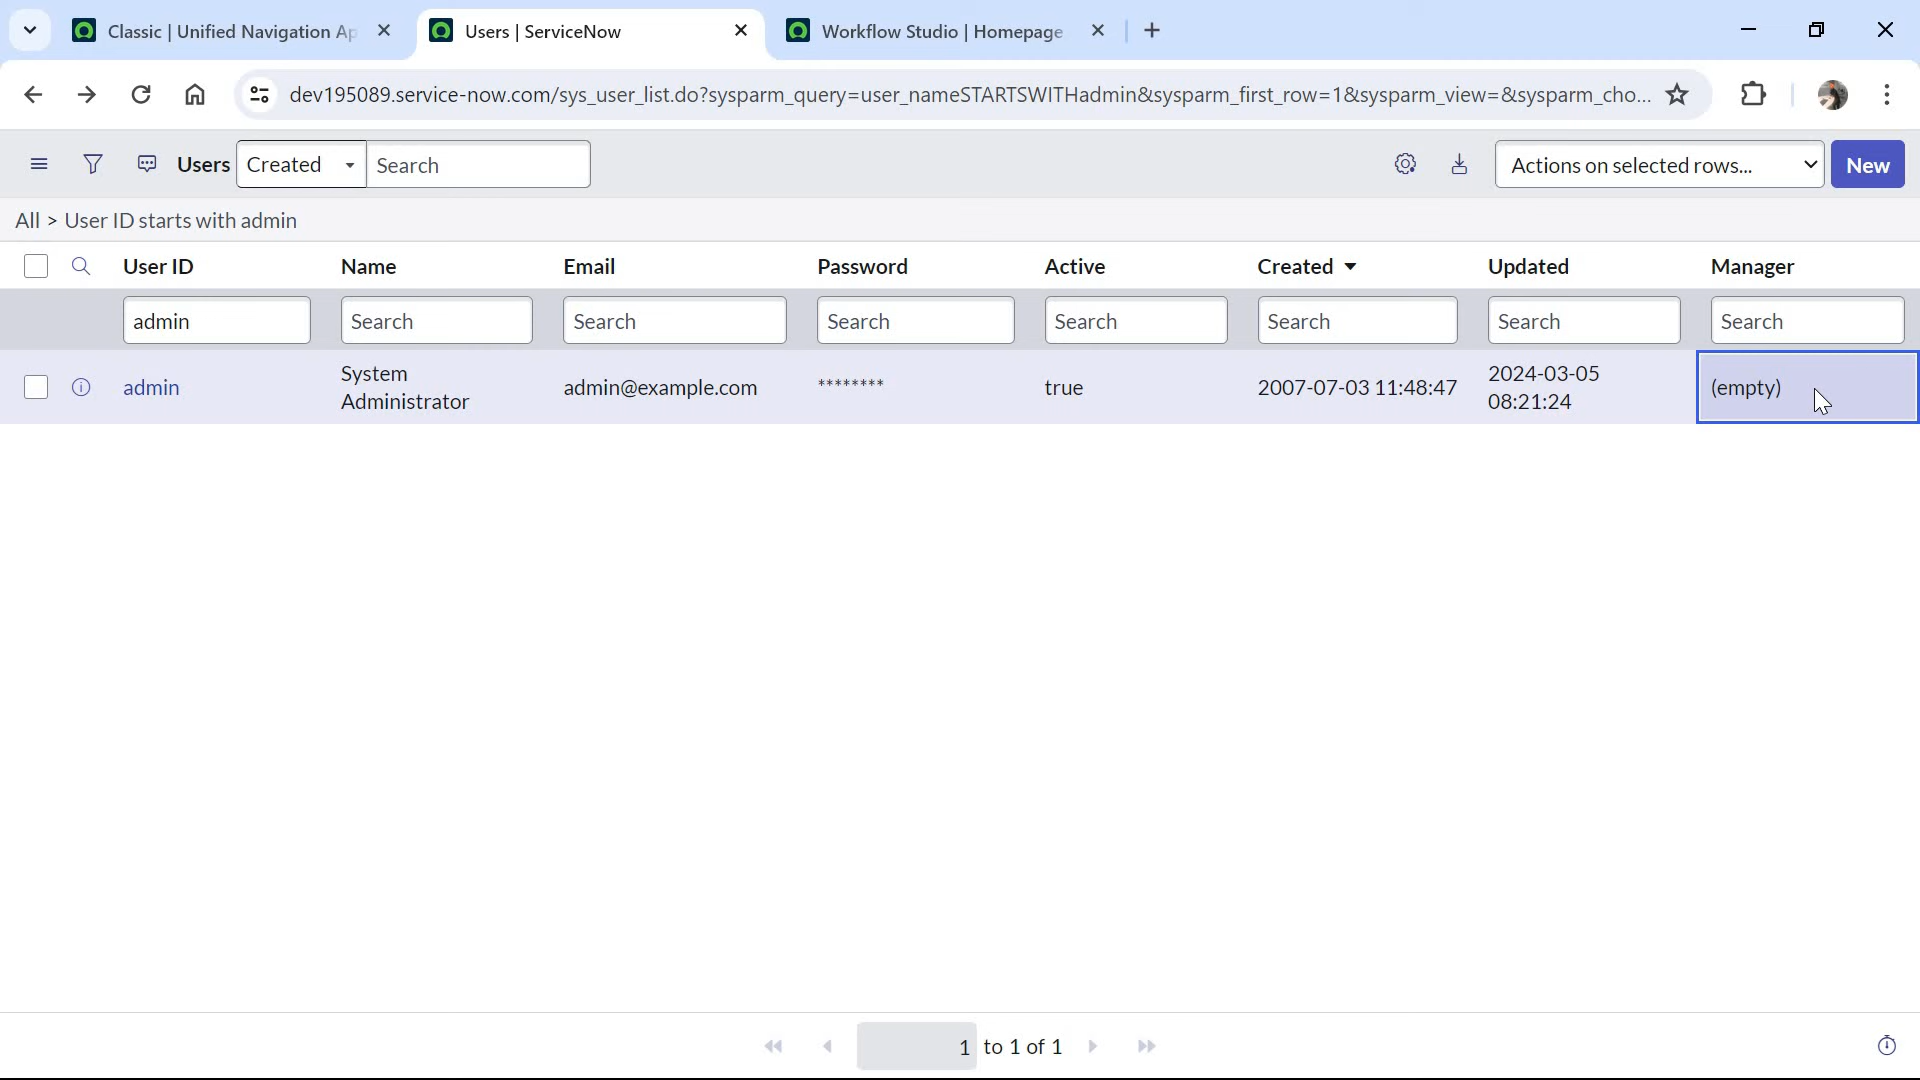 Classic | Unified Navigation Ap
Users | ServiceNow
Workflow Studio | Homepage
dev195089.service-now.com/sys_user_list.do?sysparm_query=user_nameSTARTSWITHadmin&sysparm_first_row=1&sysparm_view=&sysparm_cho...
Users Created Search Actions on selected rows... New
All > User ID starts with admin
User ID Name Email Password Active Created Updated Manager
admin Search Search Search Search Search Search Search
admin System Administrator admin@example.com ******** true 2007-07-03 11:48:47 2024-03-05 08:21:24 (empty)
1 to 1 of 1